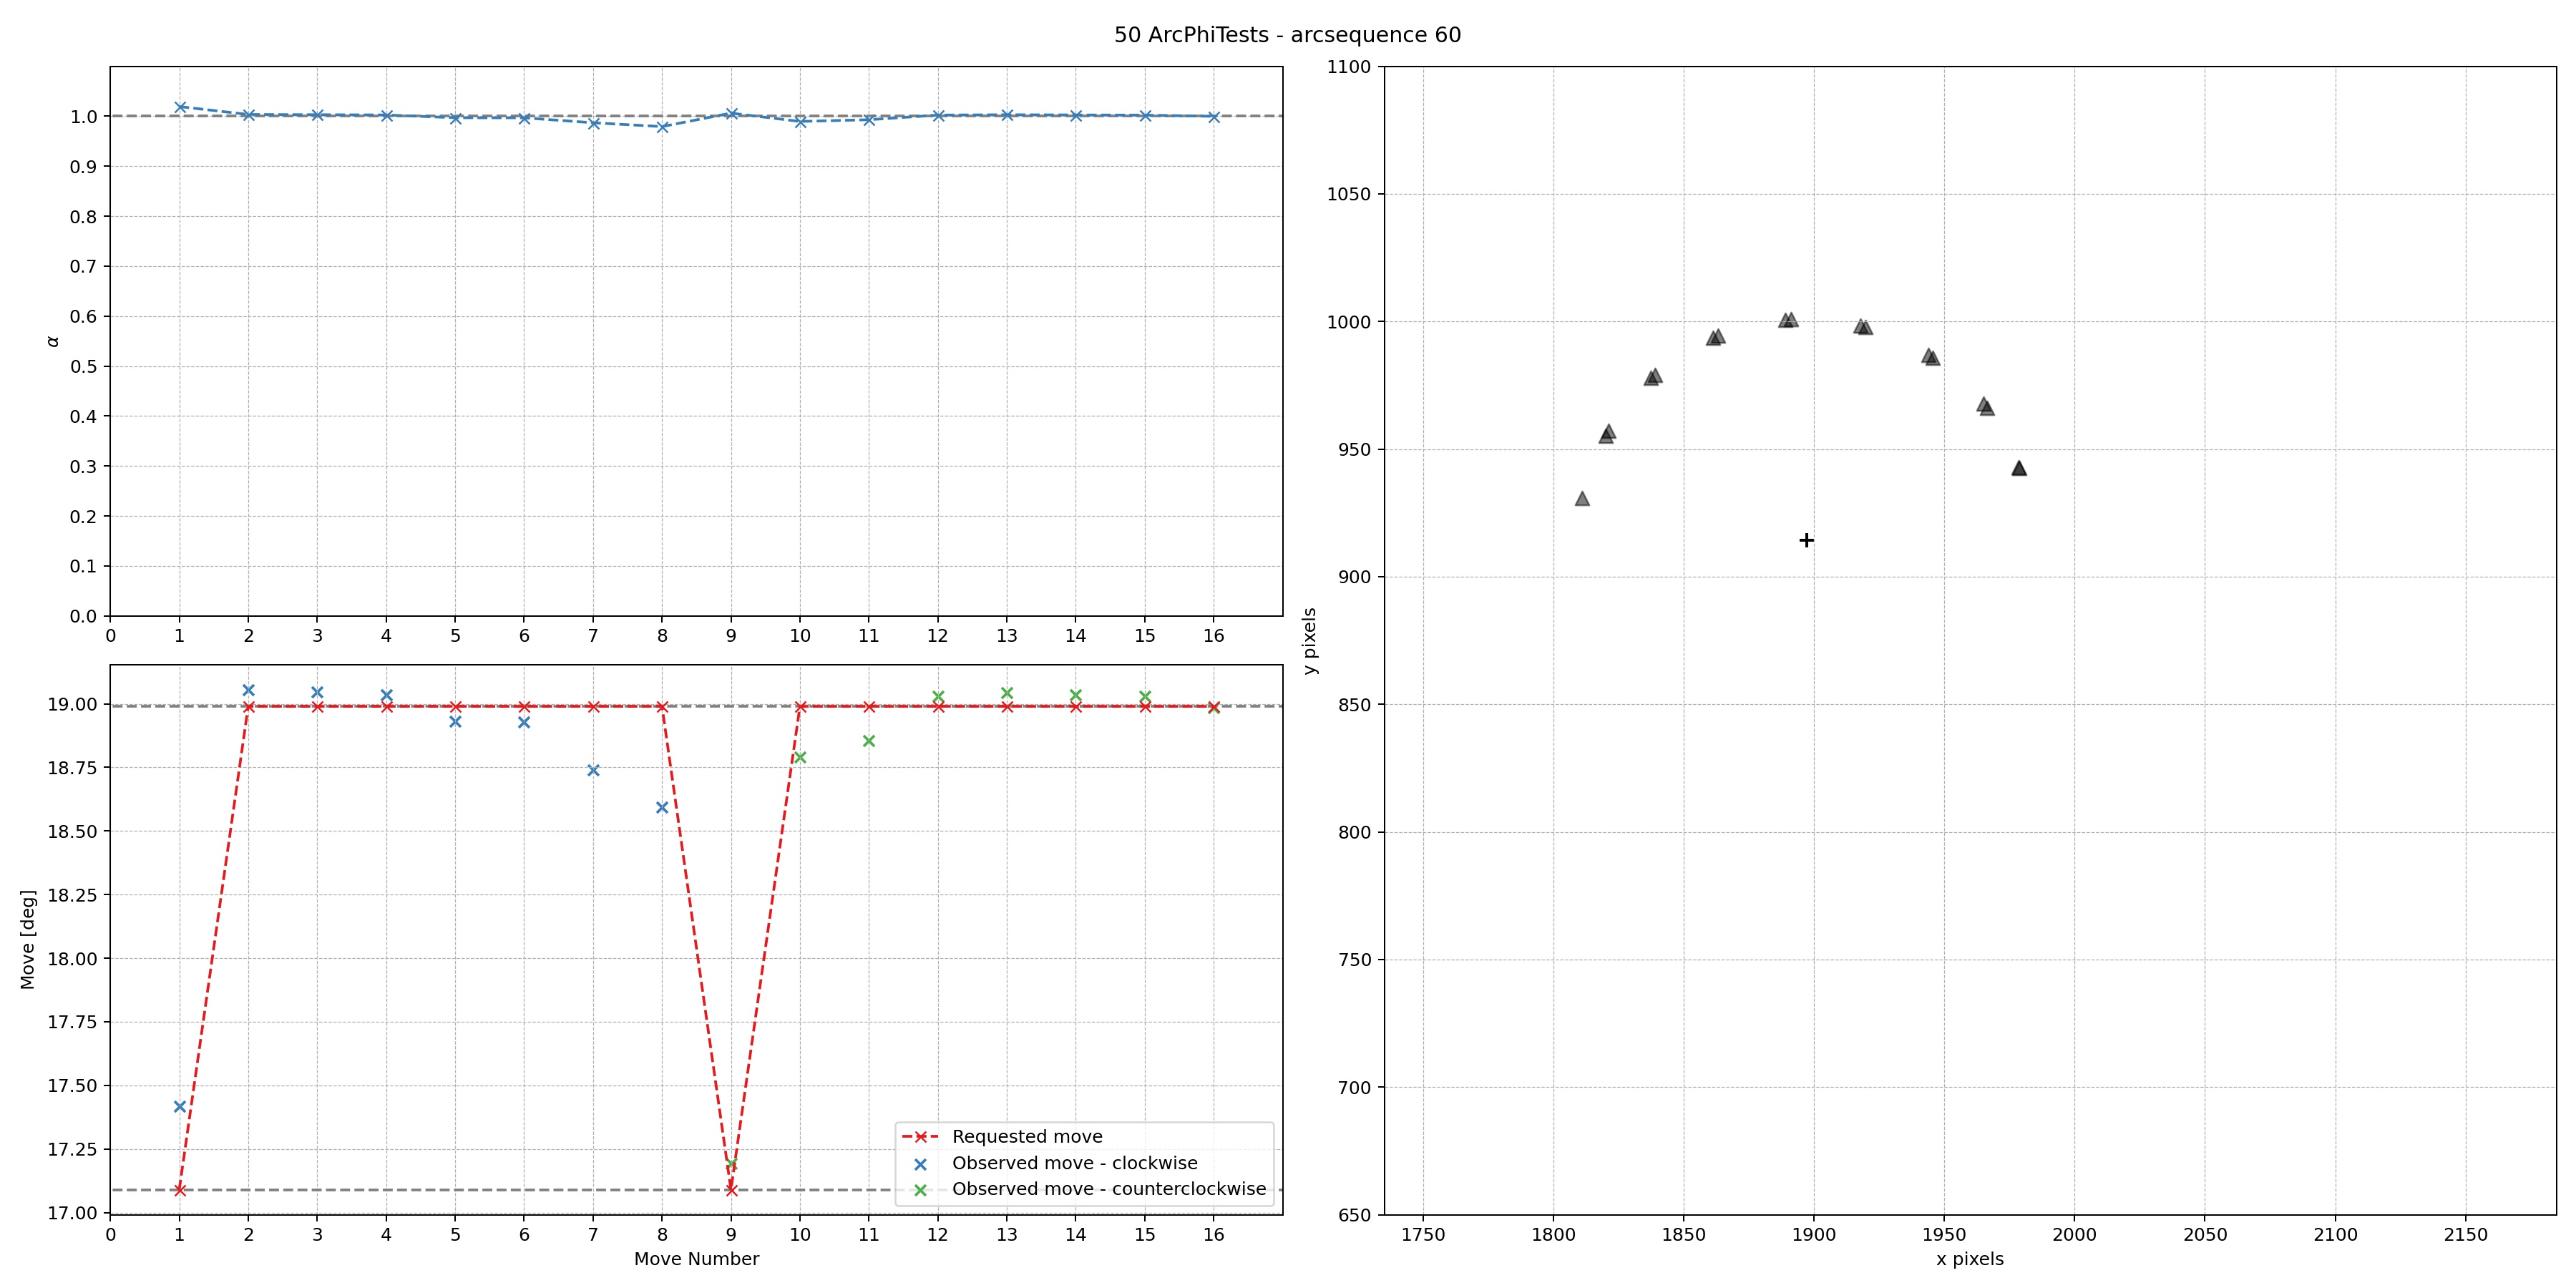 50 ArcPhiTests - arcsequence 60
1.0
0.9
0.8
0.7
0.6
0.5
0.4
0.3
0.2
0.1
0.0
α
0 1 2 3 4 5 6 7 8 9 10 11 12 13 14 15 16
19.00
18.75
18.50
18.25
18.00
17.75
17.50
17.25
17.00
Move [deg]
Requested move
Observed move - clockwise
Observed move - counterclockwise
0 1 2 3 4 5 6 7 8 9 10 11 12 13 14 15 16
Move Number
1100
1050
1000
950
900
850
800
750
700
650
y pixels
1750 1800 1850 1900 1950 2000 2050 2100 2150
x pixels